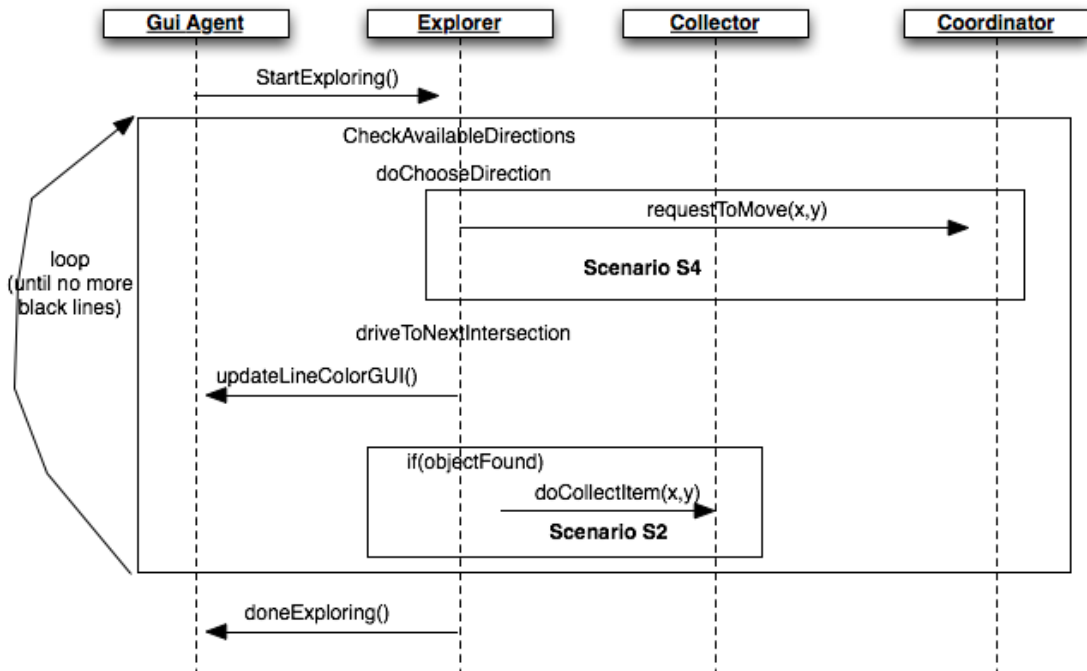 Gui Agent
Explorer
Collector
Coordinator
StartExploring()
CheckAvailableDirections
doChooseDirection
requestToMove(x,y)
Scenario S4
loop
(until no more
black lines)
driveToNextIntersection
updateLineColorGUI()
if(objectFound)
doCollectItem(x,y)
Scenario S2
doneExploring()